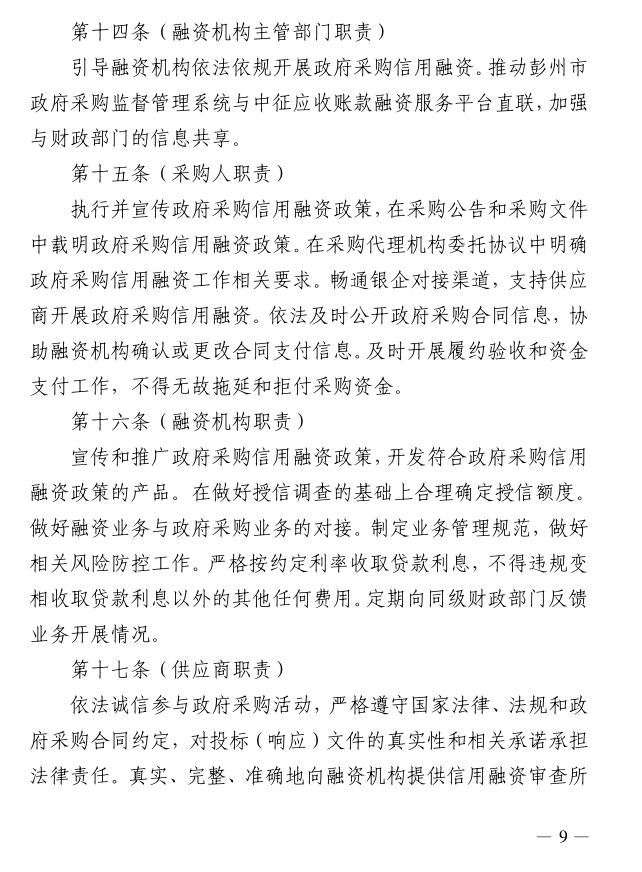 第十四条（融资机构主管部门职责）
引导融资机构依法依规开展政府采购信用融资。推动彭州市
政府采购监督管理系统与中征应收账款融资服务平台直联，加强
与财政部门的信息共享。
第十五条（采购人职责）
执行并宣传政府采购信用融资政策，在采购公告和采购文件
中载明政府采购信用融资政策。在采购代理机构委托协议中明确
政府采购信用融资工作相关要求。畅通银企对接渠道，支持供应
商开展政府采购信用融资。依法及时公开政府采购合同信息，协
助融资机构确认或更改合同支付信息。及时开展履约验收和资金
支付工作，不得无故拖延和拒付采购资金。
第十六条（融资机构职责）
宣传和推广政府采购信用融资政策，开发符合政府采购信用
融资政策的产品。在做好授信调查的基础上合理确定授信额度。
做好融资业务与政府采购业务的对接。制定业务管理规范，做好
相关风险防控工作。严格按约定利率收取贷款利息，不得违规变
相收取贷款利息以外的其他任何费用。定期向同级财政部门反馈
业务开展情况。
第十七条（供应商职责）
依法诚信参与政府采购活动，严格遵守国家法律、法规和政
府采购合同约定，对投标（响应）文件的真实性和相关承诺承担
法律责任。真实、完整、准确地向融资机构提供信用融资审查所
— 9 —